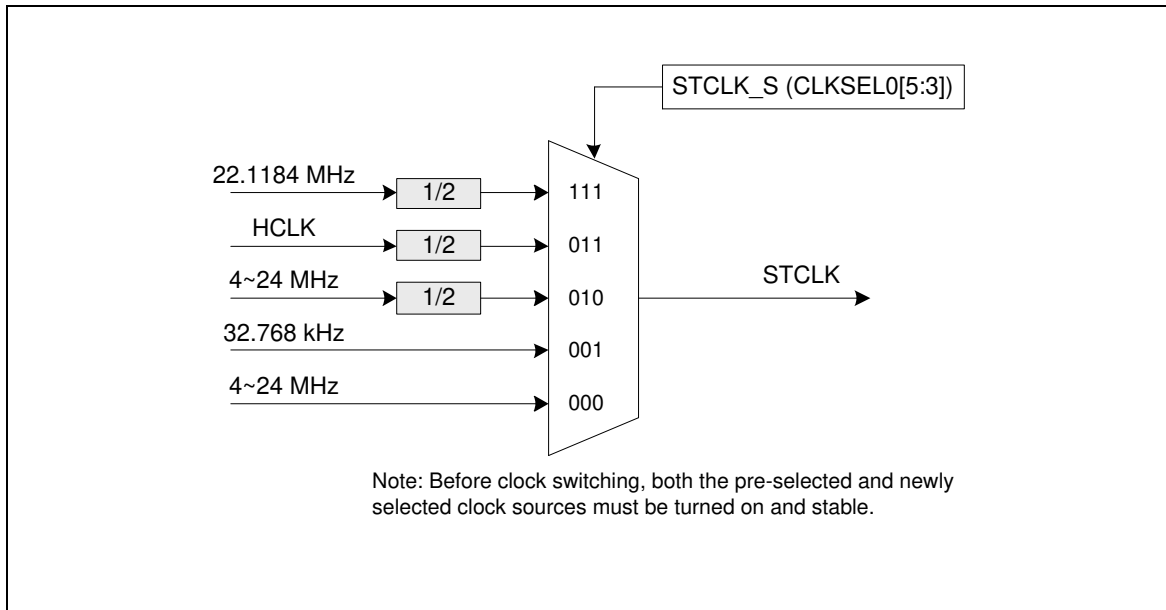 STCLK_S (CLKSEL0[5:3])
22.1184 MHz
1/2
111
HCLK
1/2
011
4~24 MHz
1/2
010
STCLK
32.768 kHz
001
4~24 MHz
000
Note: Before clock switching, both the pre-selected and newly
selected clock sources must be turned on and stable.